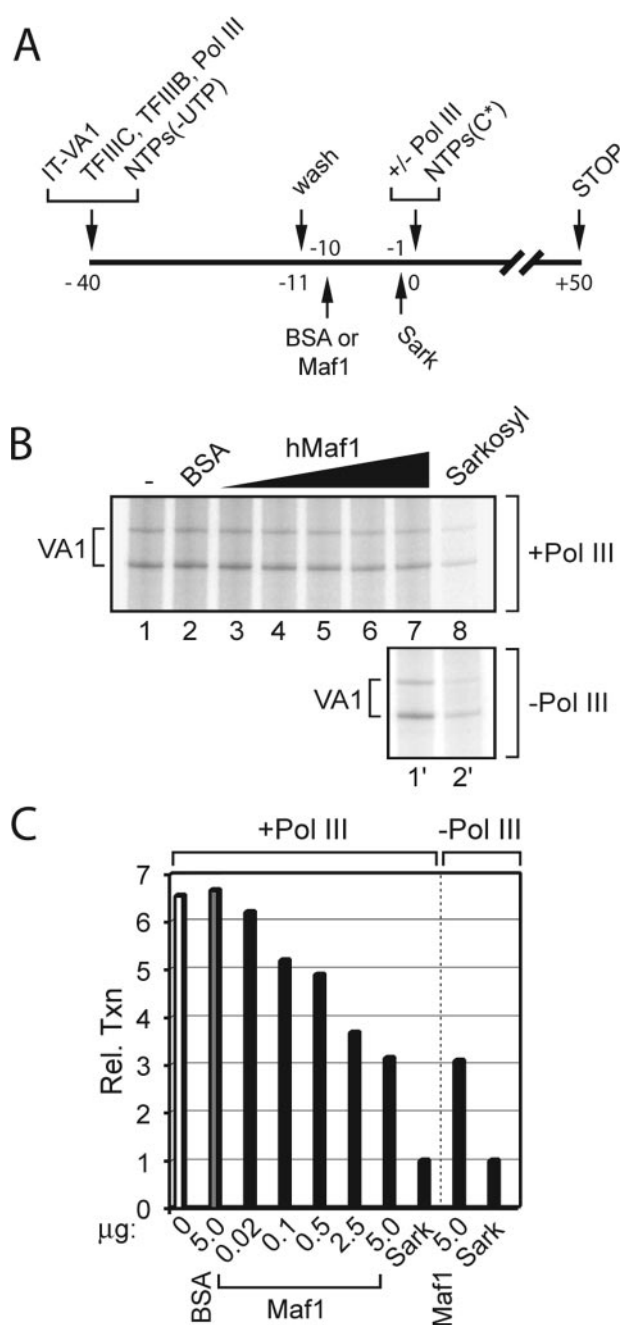 A
IT-VA1
TFIIIC, TFIIIB, Pol III
NTPs(-UTP)
wash
+/- Pol III
NTPs(C*)
STOP
-10
-1
- 40
-11
0
+50
BSA or
Maf1
Sark
B
-
BSA
hMaf1
Sarkosyl
VA1
+Pol III
1 2 3 4 5 6 7 8
VA1
-Pol III
1' 2'
C
+Pol III
-Pol III
7
6
5
4
3
2
1
0
Rel. Txn
μg:
0 5.0 0.02 0.1 0.5 2.5 5.0 Sark 5.0 Sark
BSA
Maf1
Maf1